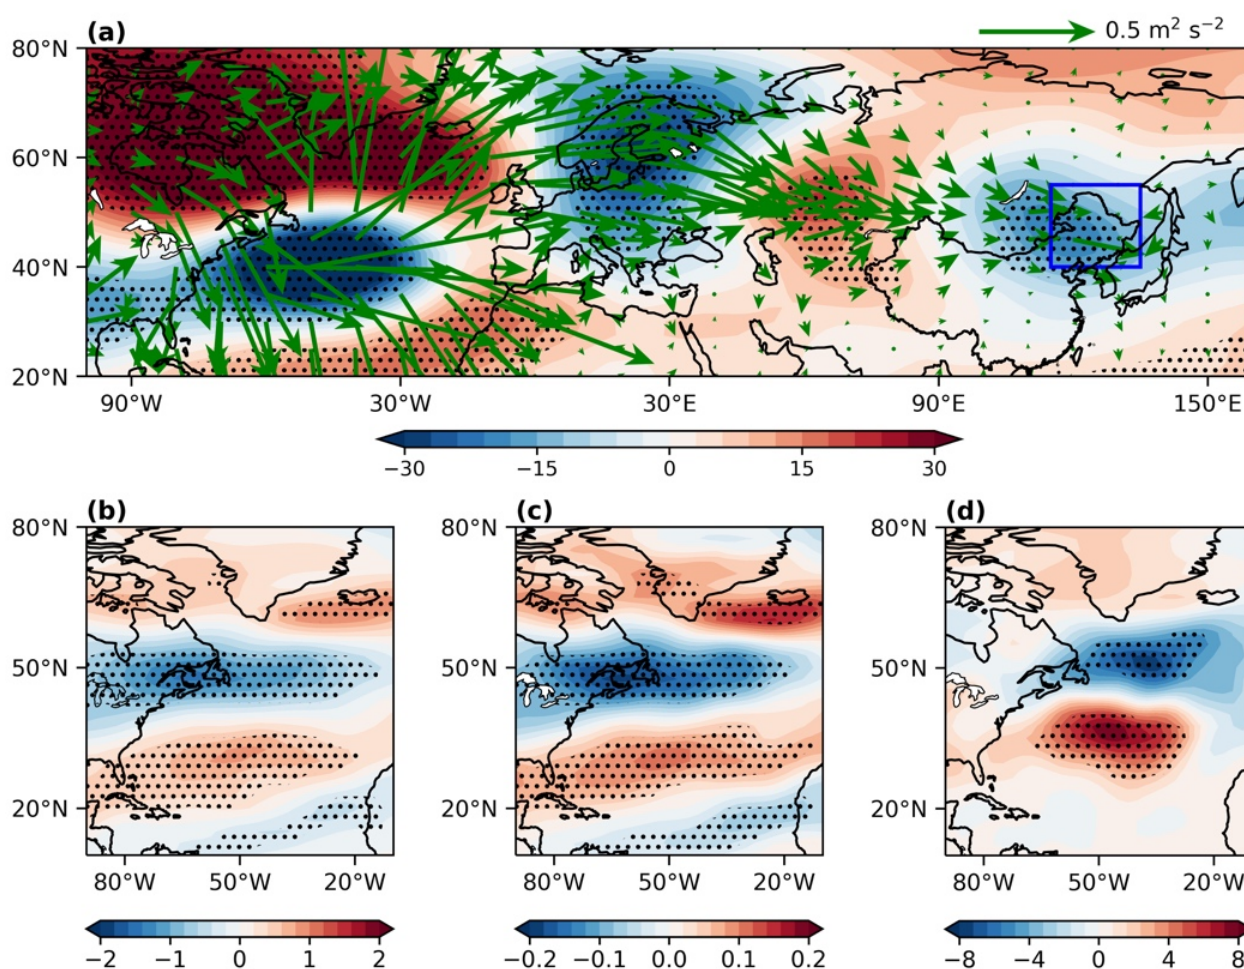 (a)
0.5 m² s⁻²
80°N
60°N
40°N
20°N
90°W 30°W 30°E 90°E 150°E
−30 −15 0 15 30
(b) (c) (d)
80°N 80°N 80°N
50°N 50°N 50°N
20°N 20°N 20°N
80°W 50°W 20°W 80°W 50°W 20°W 80°W 50°W 20°W
−2 −1 0 1 2 −0.2 −0.1 0.0 0.1 0.2 −8 −4 0 4 8